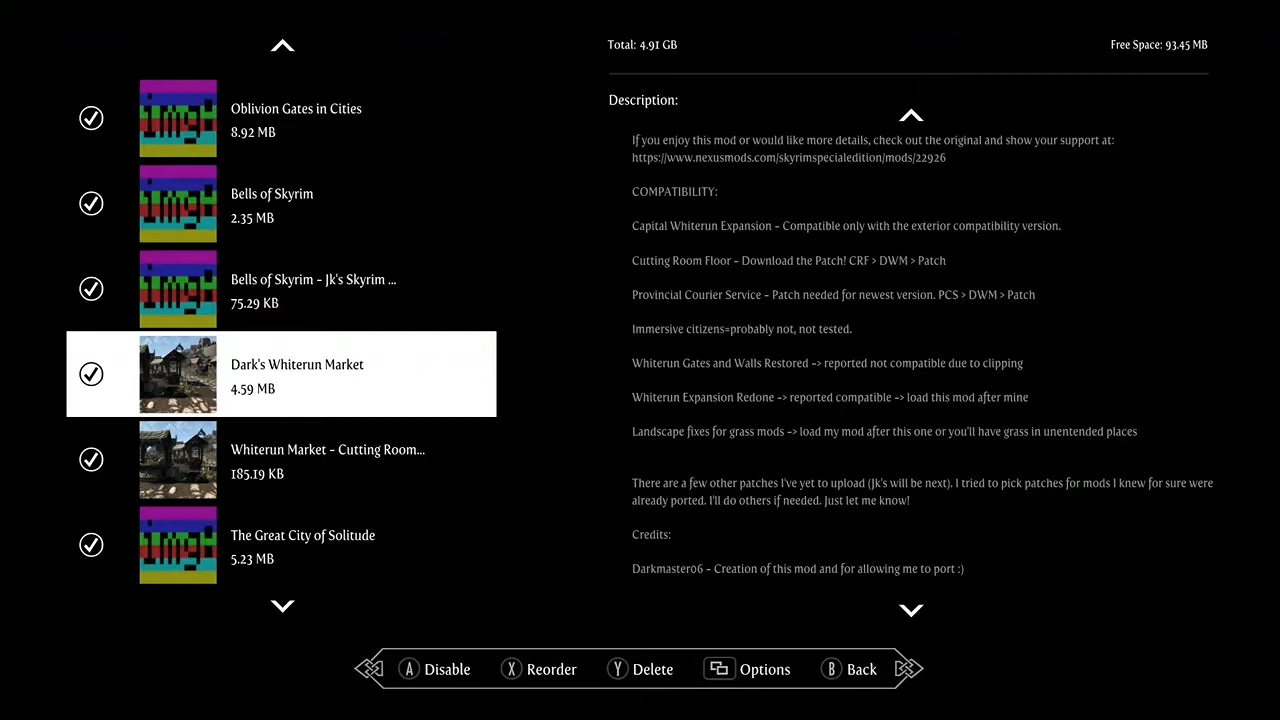 Total: 4.91 GB
Free Space: 93.45 MB
Oblivion Gates in Cities
8.92 MB
Bells of Skyrim
2.35 MB
Bells of Skyrim - Jk's Skyrim ...
75.29 KB
Dark's Whiterun Market
4.59 MB
Whiterun Market - Cutting Room...
185.19 KB
The Great City of Solitude
5.23 MB
Description:
If you enjoy this mod or would like more details, check out the original and show your support at:
https://www.nexusmods.com/skyrimspecialedition/mods/22926
COMPATIBILITY:
Capital Whiterun Expansion - Compatible only with the exterior compatibility version.
Cutting Room Floor - Download the Patch! CRF > DWM > Patch
Provincial Courier Service - Patch needed for newest version. PCS > DWM > Patch
Immersive citizens=probably not, not tested.
Whiterun Gates and Walls Restored -> reported not compatible due to clipping
Whiterun Expansion Redone -> reported compatible -> load this mod after mine
Landscape fixes for grass mods -> load my mod after this one or you'll have grass in unintended places
There are a few other patches I've yet to upload (Jk's will be next). I tried to pick patches for mods I knew for sure were
already ported. I'll do others if needed. Just let me know!
Credits:
Darkmaster06 - Creation of this mod and for allowing me to port :)
A Disable
X Reorder
Y Delete
Options
B Back